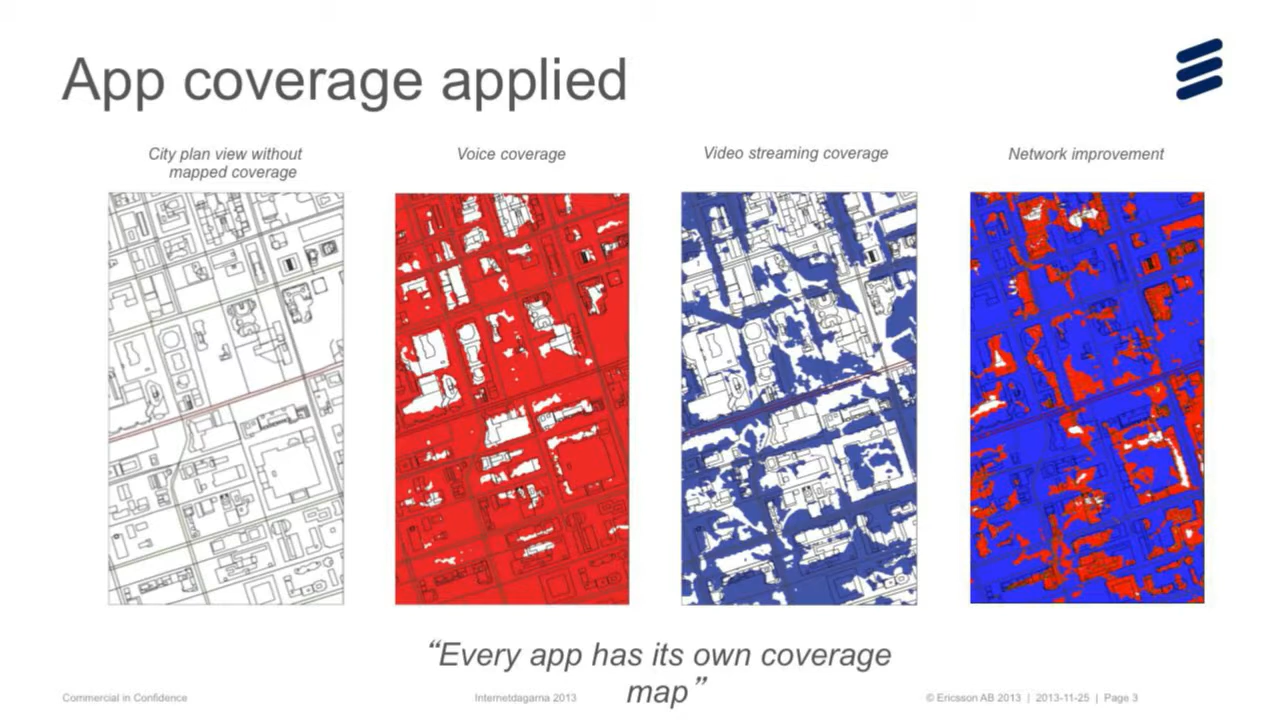 App coverage applied
City plan view without
mapped coverage
Voice coverage
Video streaming coverage
Network improvement
“Every app has its own coverage
map”
Commercial in Confidence
Internetdagarna 2013
© Ericsson AB 2013 | 2013-11-25 | Page 3